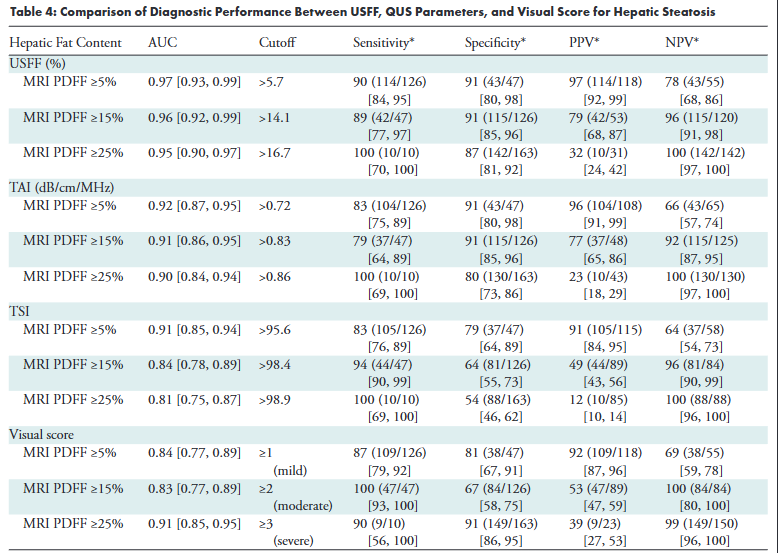 Table 4: Comparison of Diagnostic Performance Between USFF, QUS Parameters, and Visual Score for Hepatic Steatosis
Hepatic Fat Content AUC Cutoff Sensitivity* Specificity* PPV* NPV*
USFF (%)
MRI PDFF ≥5% 0.97 [0.93, 0.99] >5.7 90 (114/126) 91 (43/47) 97 (114/118) 78 (43/55)
[84, 95] [80, 98] [92, 99] [68, 86]
MRI PDFF ≥15% 0.96 [0.92, 0.99] >14.1 89 (42/47) 91 (115/126) 79 (42/53) 96 (115/120)
[77, 97] [85, 96] [68, 87] [91, 98]
MRI PDFF ≥25% 0.95 [0.90, 0.97] >16.7 100 (10/10) 87 (142/163) 32 (10/31) 100 (142/142)
[70, 100] [81, 92] [24, 42] [97, 100]
TAI (dB/cm/MHz)
MRI PDFF ≥5% 0.92 [0.87, 0.95] >0.72 83 (104/126) 91 (43/47) 96 (104/108) 66 (43/65)
[75, 89] [80, 98] [91, 99] [57, 74]
MRI PDFF ≥15% 0.91 [0.86, 0.95] >0.83 79 (37/47) 91 (115/126) 77 (37/48) 92 (115/125)
[64, 89] [85, 96] [65, 86] [87, 95]
MRI PDFF ≥25% 0.90 [0.84, 0.94] >0.86 100 (10/10) 80 (130/163) 23 (10/43) 100 (130/130)
[69, 100] [73, 86] [18, 29] [97, 100]
TSI
MRI PDFF ≥5% 0.91 [0.85, 0.94] >95.6 83 (105/126) 79 (37/47) 91 (105/115) 64 (37/58)
[76, 89] [64, 89] [84, 95] [54, 73]
MRI PDFF ≥15% 0.84 [0.78, 0.89] >98.4 94 (44/47) 64 (81/126) 49 (44/89) 96 (81/84)
[90, 99] [55, 73] [43, 56] [90, 99]
MRI PDFF ≥25% 0.81 [0.75, 0.87] >98.9 100 (10/10) 54 (88/163) 12 (10/85) 100 (88/88)
[69, 100] [46, 62] [10, 14] [96, 100]
Visual score
MRI PDFF ≥5% 0.84 [0.77, 0.89] ≥1 87 (109/126) 81 (38/47) 92 (109/118) 69 (38/55)
(mild) [79, 92] [67, 91] [87, 96] [59, 78]
MRI PDFF ≥15% 0.83 [0.77, 0.89] ≥2 100 (47/47) 67 (84/126) 53 (47/89) 100 (84/84)
(moderate) [93, 100] [58, 75] [47, 59] [80, 100]
MRI PDFF ≥25% 0.91 [0.85, 0.95] ≥3 90 (9/10) 91 (149/163) 39 (9/23) 99 (149/150)
(severe) [56, 100] [86, 95] [27, 53] [96, 100]